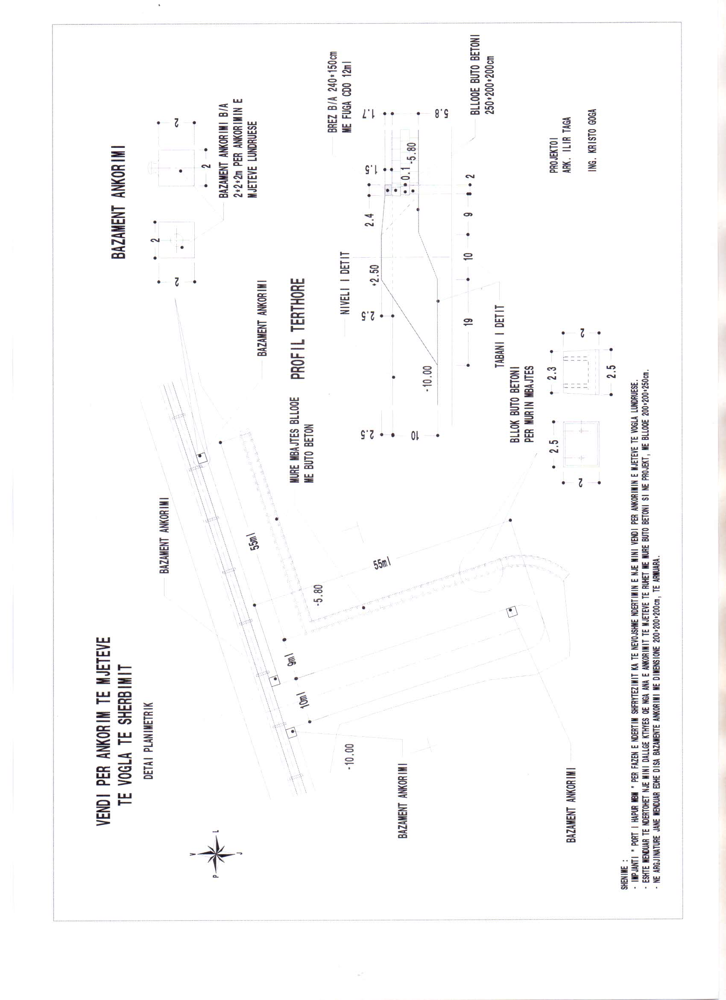 VENDI PER ANKORIM TE MJETEVE
TE VOGLA TE SHERBIMIT
DETAI PLANIMETRIK
V
P
L
J
BAZAMENT ANKORIMI
BAZAMENT ANKORIMI
BAZAMENT ANKORIMI
BAZAMENT ANKORIMI
55ml
55ml
9ml
10ml
-5.80
-10.00
MURE MBAJTES BLLOQE
ME BUTO BETON
BAZAMENT ANKORIMI
2
2
2
2
BAZAMENT ANKORIMI B/A
2*2*2m PER ANKORIMIN E
MJETEVE LUNDRUESE
PROFIL TERTHORE
NIVELI I DETIT
BREZ B/A 240*150cm
ME FUGA CDO 12ml
2.5
10
2.5
+2.50
2.4
1.5
1.7
0.1
-5.80
5.8
-10.00
19
10
9
2
TABANI I DETIT
BLLOQE BUTO BETONI
250*200*200cm
BLLOK BUTO BETONI
PER MURIN MBAJTES
2.5
2
2.3
2
2.5
PROJEKTOI
ARK. ILIR TAGA
ING. KRISTO GOGA
SHENIME :
- IMPJANTI " PORT I HAPUR MBM " PER FAZEN E NDERTIM SHFRYTEZIMIT KA TE NEVOJSHME NDERTIMIN E NJE MINI VENDI PER ANKORIMIN E MJETEVE TE VOGLA LUNDRUESE.
- ESHTE MENDUAR TE NDERTOHET NJE MINI DALLGE KTHYES QE NGA ANA E ANKORIMIT TE MJETEVE TE RUHET ME MURE BUTO BETONI SI NE PROJEKT, ME BLLOQE 200*200*250cm.
- NE ARGJINATURE JANE MENDUAR EDHE DISA BAZAMENTE ANKORIMI ME DIMENSIONE 200*200*200cm, TE ARMUARA.